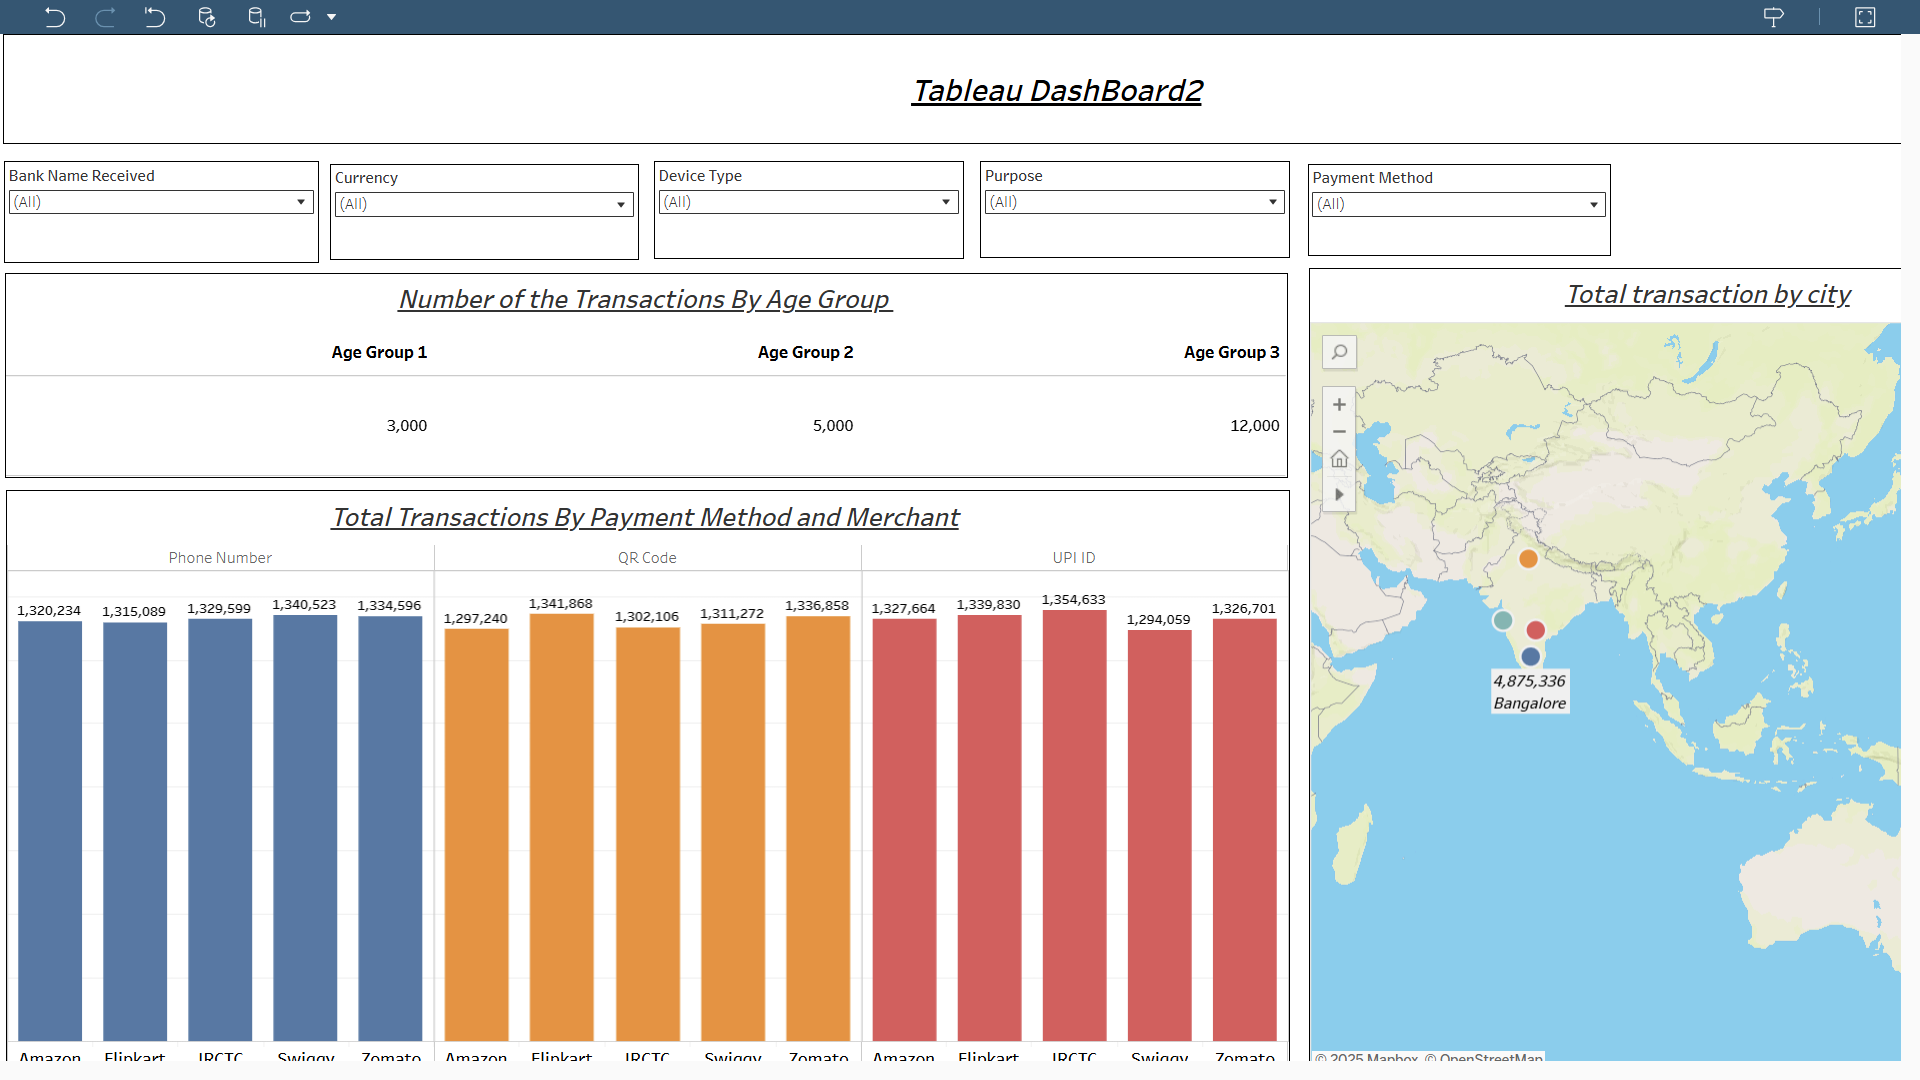 Tableau DashBoard2
Bank Name Received
(All)
Currency
(All)
Device Type
(All)
Purpose
(All)
Payment Method
(All)
Number of the Transactions By Age Group
Age Group 1 Age Group 2 Age Group 3
3,000 5,000 12,000
Total Transactions By Payment Method and Merchant
Phone Number QR Code UPI ID
1,320,234 1,315,089 1,329,599 1,340,523 1,334,596 1,297,240 1,341,868 1,302,106 1,311,272 1,336,858 1,327,664 1,339,830 1,354,633 1,294,059 1,326,701
Amazon Flipkart IRCTC Swiggy Zomato Amazon Flipkart IRCTC Swiggy Zomato Amazon Flipkart IRCTC Swiggy Zomato
Total transaction by city
4,875,336
Bangalore
© 2025 Mapbox © OpenStreetMap